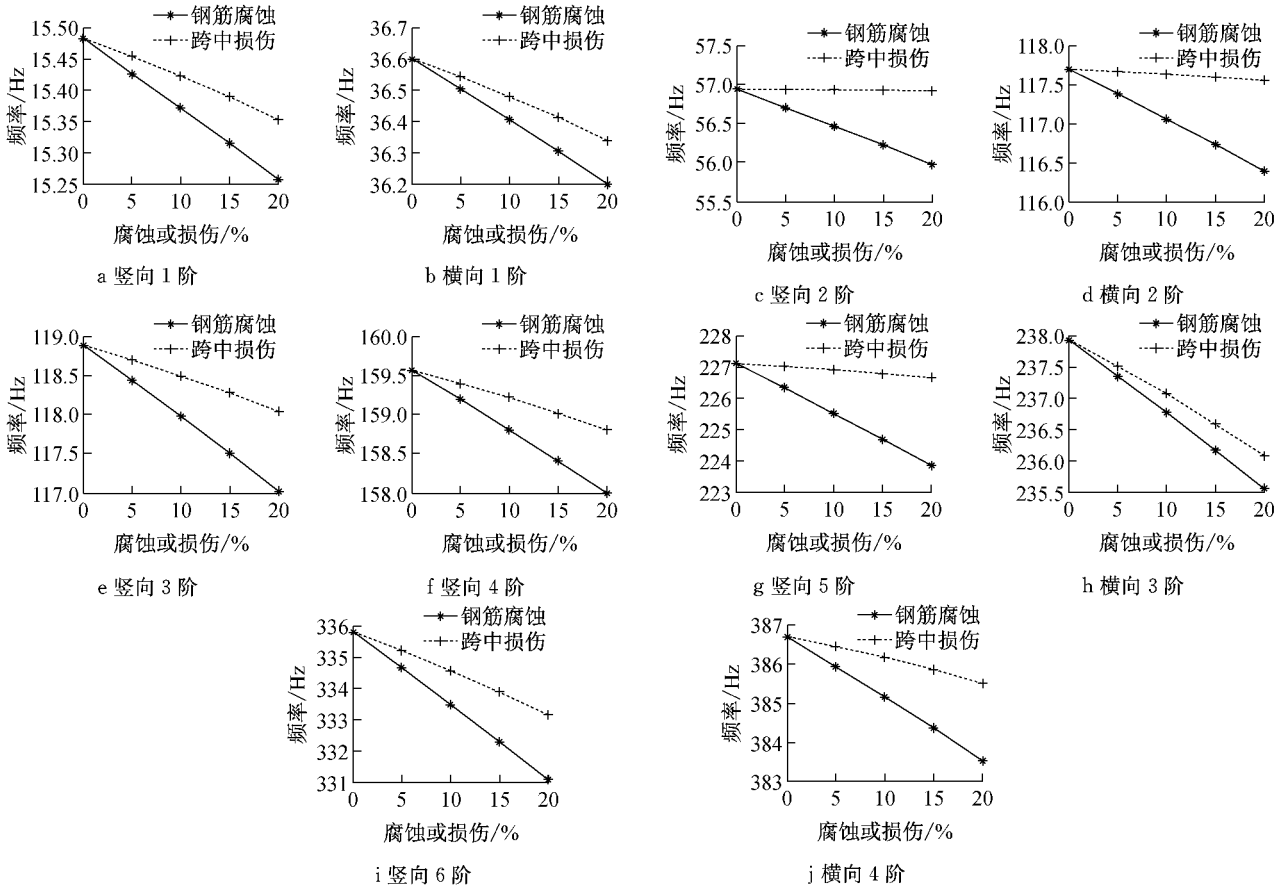 钢筋腐蚀
跨中损伤
频率/Hz
15.50
15.45
15.40
15.35
15.30
15.25
0 5 10 15 20
腐蚀或损伤/%
a 竖向 1 阶
钢筋腐蚀
跨中损伤
频率/Hz
36.7
36.6
36.5
36.4
36.3
36.2
0 5 10 15 20
腐蚀或损伤/%
b 横向 1 阶
钢筋腐蚀
跨中损伤
频率/Hz
57.5
57.0
56.5
56.0
55.5
0 5 10 15 20
腐蚀或损伤/%
c 竖向 2 阶
钢筋腐蚀
跨中损伤
频率/Hz
118.0
117.5
117.0
116.5
116.0
0 5 10 15 20
腐蚀或损伤/%
d 横向 2 阶
钢筋腐蚀
跨中损伤
频率/Hz
119.0
118.5
118.0
117.5
117.0
0 5 10 15 20
腐蚀或损伤/%
e 竖向 3 阶
钢筋腐蚀
跨中损伤
频率/Hz
160.0
159.5
159.0
158.5
158.0
0 5 10 15 20
腐蚀或损伤/%
f 竖向 4 阶
钢筋腐蚀
跨中损伤
频率/Hz
228
227
226
225
224
223
0 5 10 15 20
腐蚀或损伤/%
g 竖向 5 阶
钢筋腐蚀
跨中损伤
频率/Hz
238.0
237.5
237.0
236.5
236.0
235.5
0 5 10 15 20
腐蚀或损伤/%
h 横向 3 阶
钢筋腐蚀
跨中损伤
频率/Hz
336
335
334
333
332
331
0 5 10 15 20
腐蚀或损伤/%
i 竖向 6 阶
钢筋腐蚀
跨中损伤
频率/Hz
387
386
385
384
383
0 5 10 15 20
腐蚀或损伤/%
j 横向 4 阶